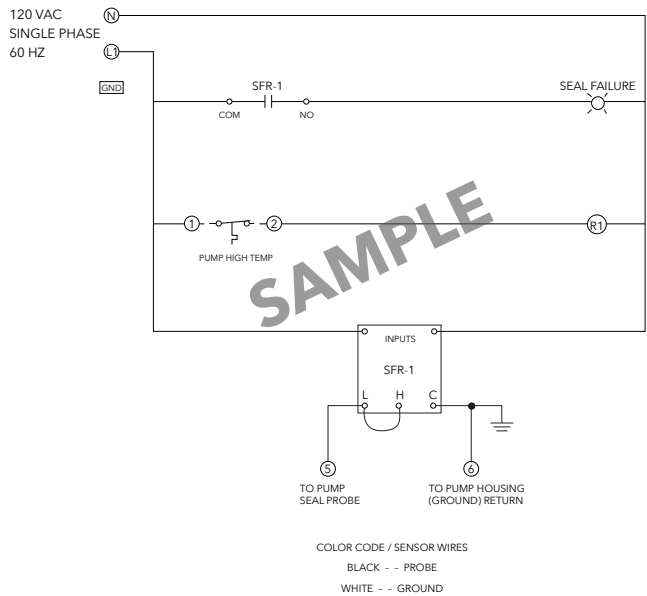 120 VAC
N
SINGLE PHASE
60 HZ
L1
GND
SFR-1
SEAL FAILURE
COM
NO
1
2
R1
PUMP HIGH TEMP
SAMPLE
INPUTS
SFR-1
L H C
5
6
TO PUMP
SEAL PROBE
TO PUMP HOUSING
(GROUND) RETURN
COLOR CODE / SENSOR WIRES
BLACK - - PROBE
WHITE - - GROUND